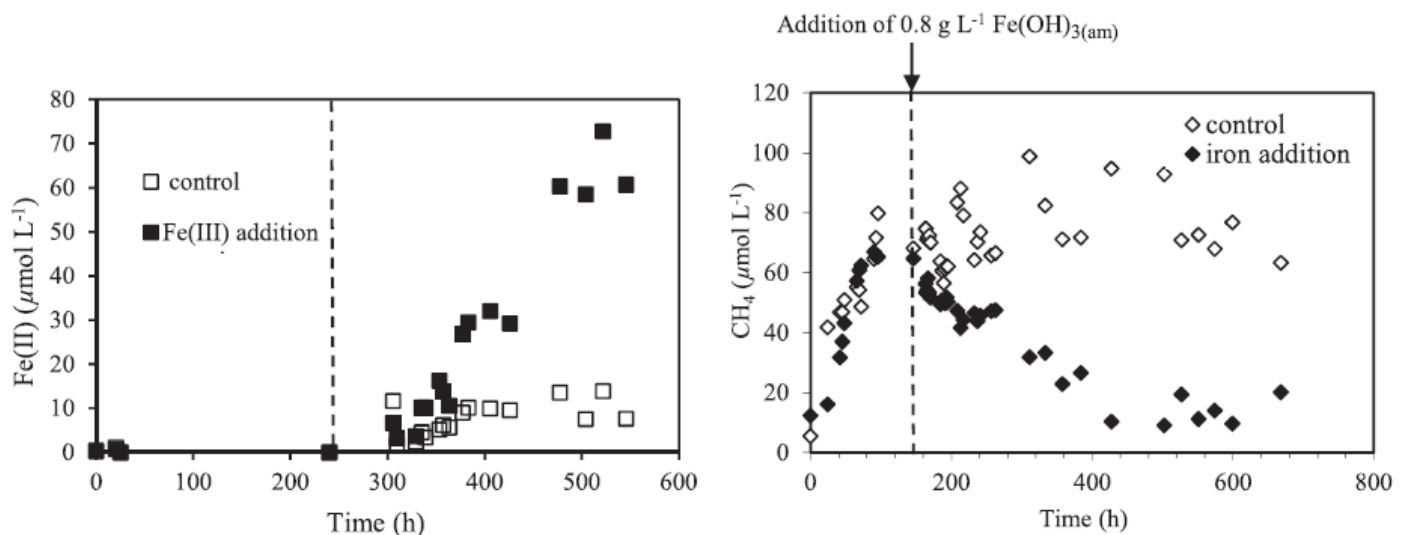 Addition of 0.8 g L⁻¹ Fe(OH)₃₍ₐₘ₎
Fe(II) (μmol L⁻¹)
80
70
60
50
40
30
20
10
0
control
Fe(III) addition
0 100 200 300 400 500 600
Time (h)
CH₄ (μmol L⁻¹)
120
100
80
60
40
20
0
control
iron addition
0 200 400 600 800
Time (h)